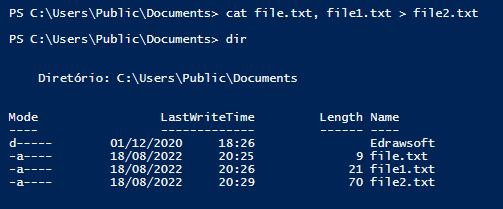 PS C:\Users\Public\Documents> cat file.txt, file1.txt > file2.txt
PS C:\Users\Public\Documents> dir
Diretório: C:\Users\Public\Documents
Mode LastWriteTime Length Name
---- ------------- ------ ----
d----- 01/12/2020 18:26 Edrawsoft
-a---- 18/08/2022 20:25 9 file.txt
-a---- 18/08/2022 20:26 21 file1.txt
-a---- 18/08/2022 20:29 70 file2.txt